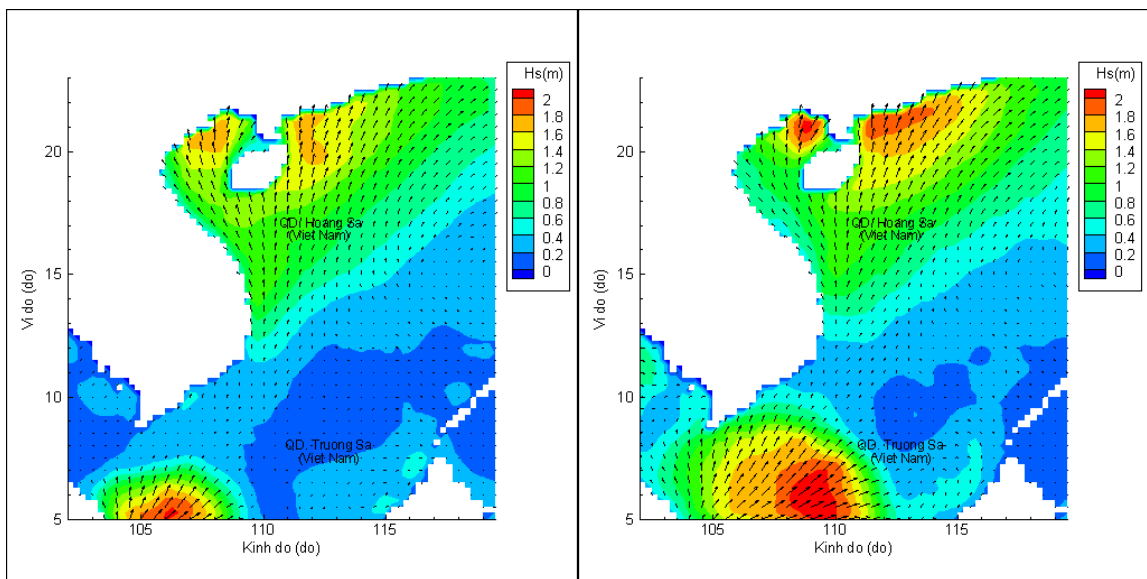 Hs(m)
2
1.8
1.6
1.4
1.2
1
0.8
0.6
0.4
0.2
0
20
15
10
5
Vi do (do)
QD. Hoang Sa
(Viet Nam)
QD. Truong Sa
(Viet Nam)
105
110
115
Kinh do (do)
Hs(m)
2
1.8
1.6
1.4
1.2
1
0.8
0.6
0.4
0.2
0
20
15
10
5
Vi do (do)
QD. Hoang Sa
(Viet Nam)
QD. Truong Sa
(Viet Nam)
105
110
115
Kinh do (do)